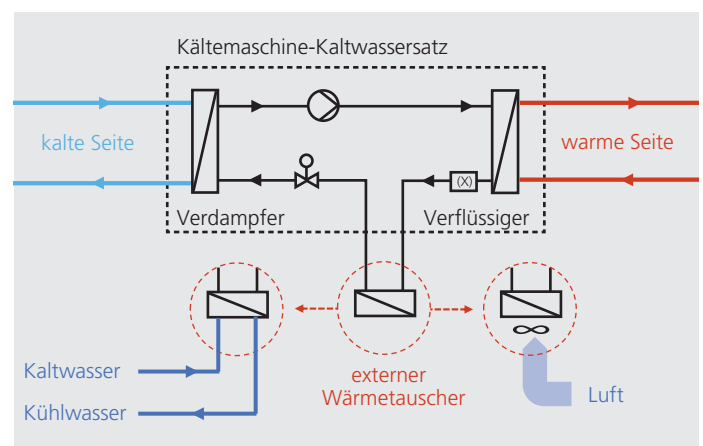 Kältemaschine-Kaltwassersatz
kalte Seite
warme Seite
(X)
Verdampfer
Verflüssiger
Kaltwasser
Kühlwasser
externer
Wärmetauscher
Luft